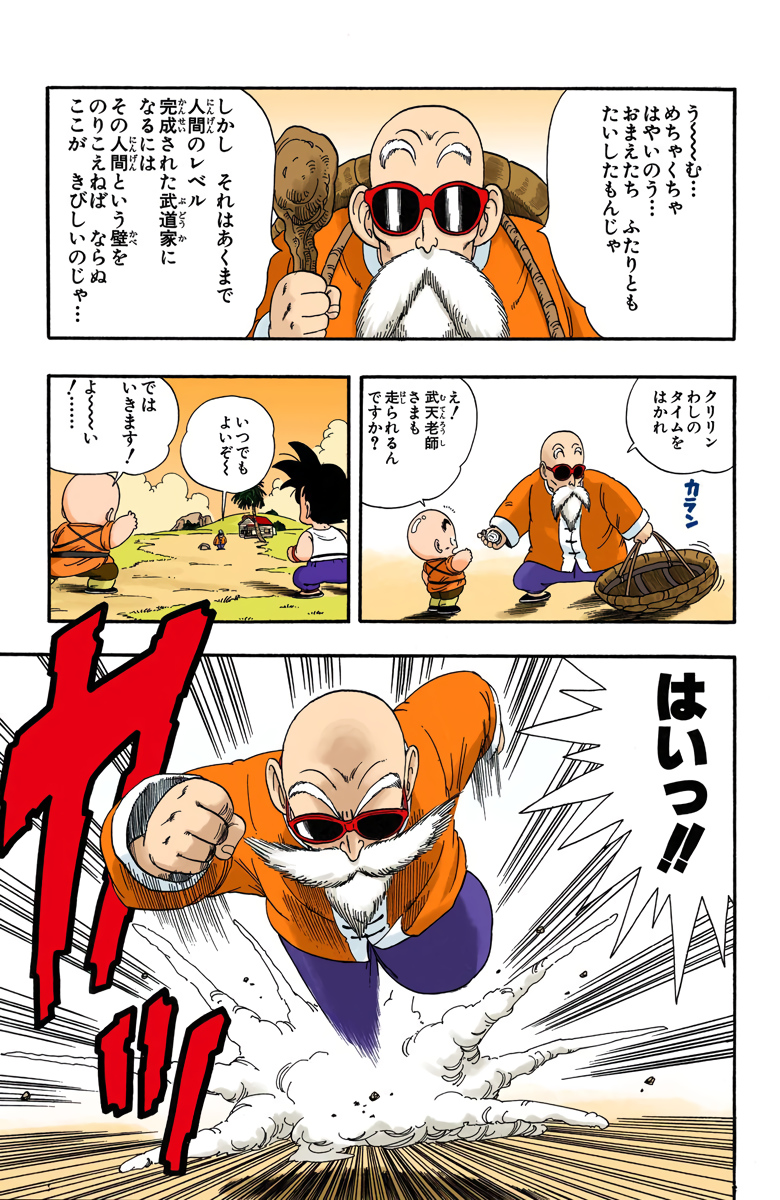 う～～～む…
めちゃくちゃ
はやいのう…
おまえたち　ふたりとも
たいしたもんじゃ
しかし　それはあくまで
人間のレベル
完成された武道家に
なるには
その人間という壁を
のりこえねば　ならぬ
ここが　きびしいのじゃ…
クリリン
わしの
タイムを
はかれ
カラン
え！
武天老師
さまも
走られるん
ですか？
いつでも
よいぞ～
では
いきます！
よ～～～い
！……
はいっ!!
ガッ